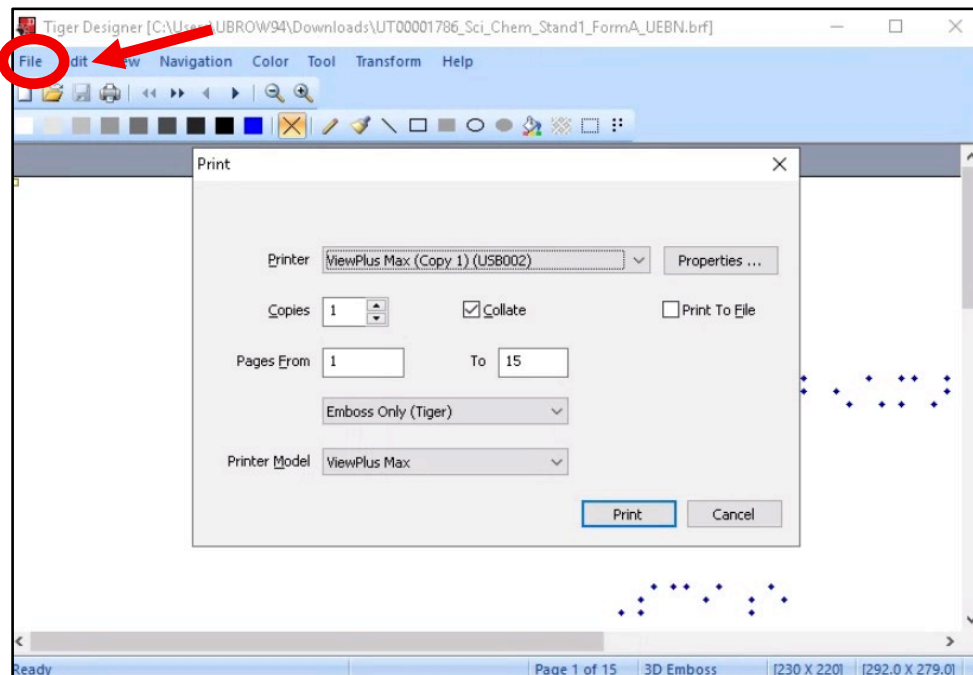 Tiger Designer [C:\Users\UBROW94\Downloads\UT00001786_Sci_Chem_Stand1_FormA_UEBN.brf]
File Navigation Color Tool Transform Help
Print
Printer ViewPlus Max (Copy 1) (USB002) Properties ...
Copies 1 Collate Print To File
Pages From 1 To 15
Emboss Only (Tiger)
Printer Model ViewPlus Max
Print Cancel
Ready Page 1 of 15 3D Emboss [230 X 220] [292.0 X 279.0]